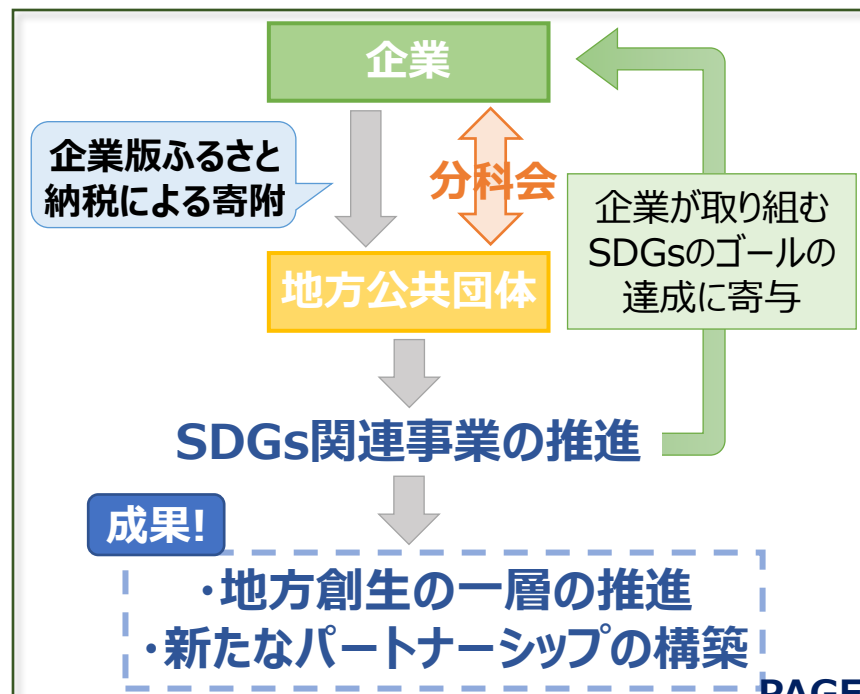 企業
企業版ふるさと
納税による寄附
分科会
企業が取り組む
SDGsのゴールの
達成に寄与
地方公共団体
SDGs関連事業の推進
成果!
・地方創生の一層の推進
・新たなパートナーシップの構築
PAGE